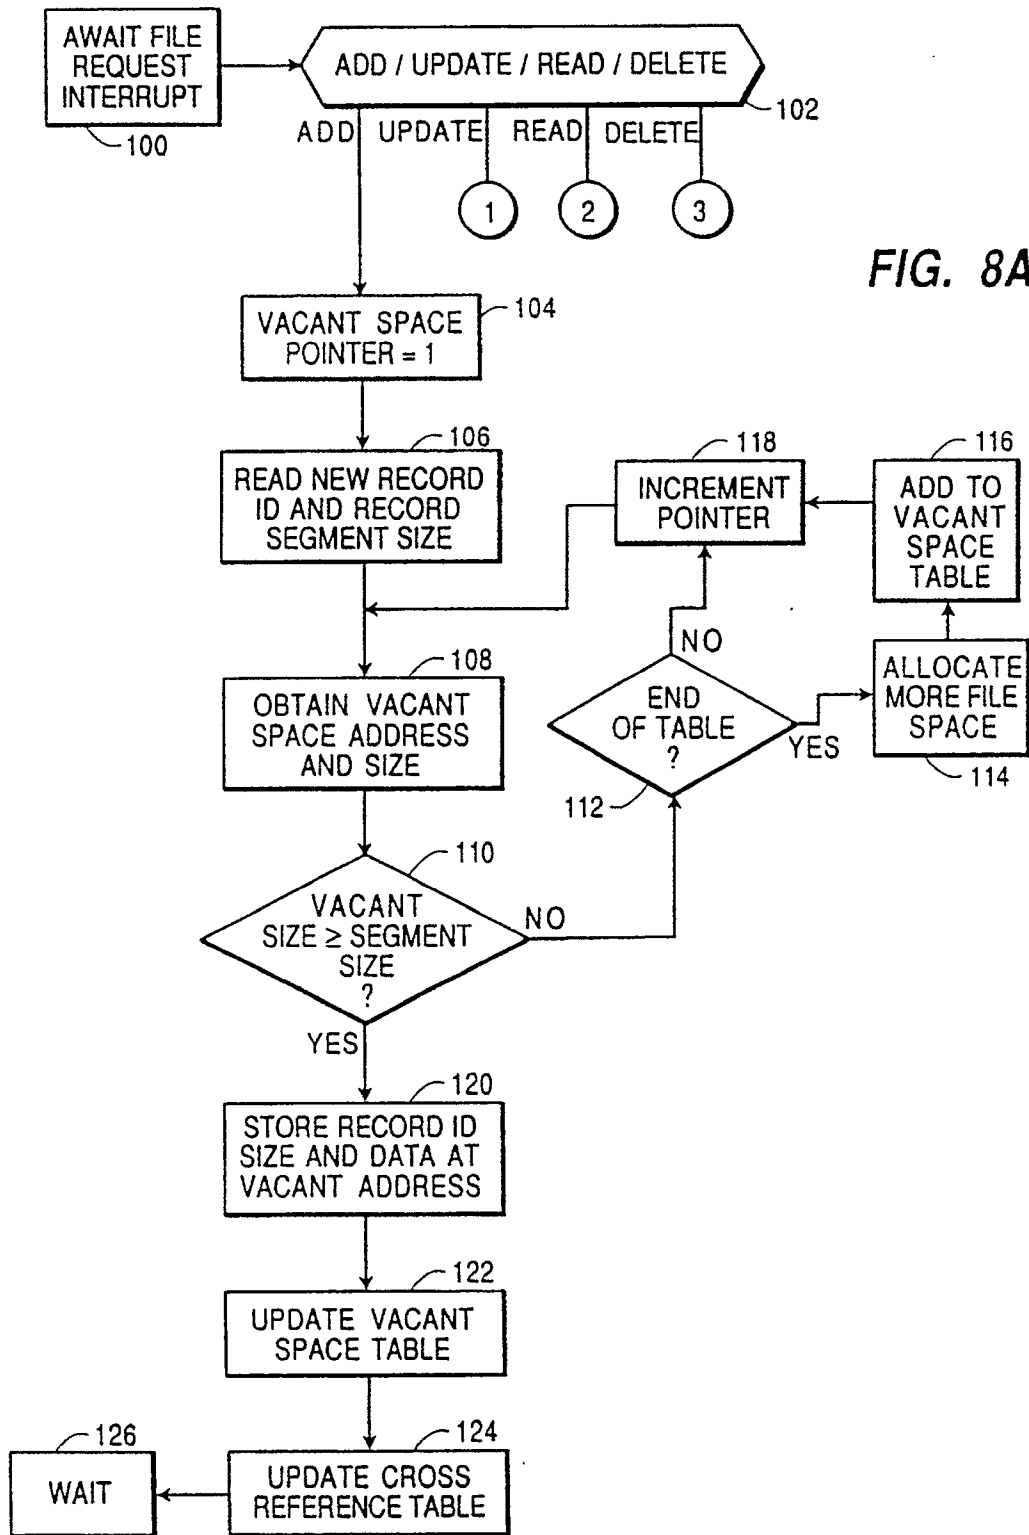 AWAIT FILE
REQUEST
INTERRUPT
100
ADD / UPDATE / READ / DELETE
102
ADD
UPDATE
READ
DELETE
1
2
3
FIG. 8A
VACANT SPACE
POINTER = 1
104
READ NEW RECORD
ID AND RECORD
SEGMENT SIZE
106
INCREMENT
POINTER
118
ADD TO
VACANT
SPACE
TABLE
116
OBTAIN VACANT
SPACE ADDRESS
AND SIZE
108
NO
END
OF TABLE
?
112
YES
ALLOCATE
MORE FILE
SPACE
114
VACANT
SIZE ≥ SEGMENT
SIZE
?
110
NO
YES
STORE RECORD ID
SIZE AND DATA AT
VACANT ADDRESS
120
UPDATE VACANT
SPACE TABLE
122
UPDATE CROSS
REFERENCE TABLE
124
WAIT
126